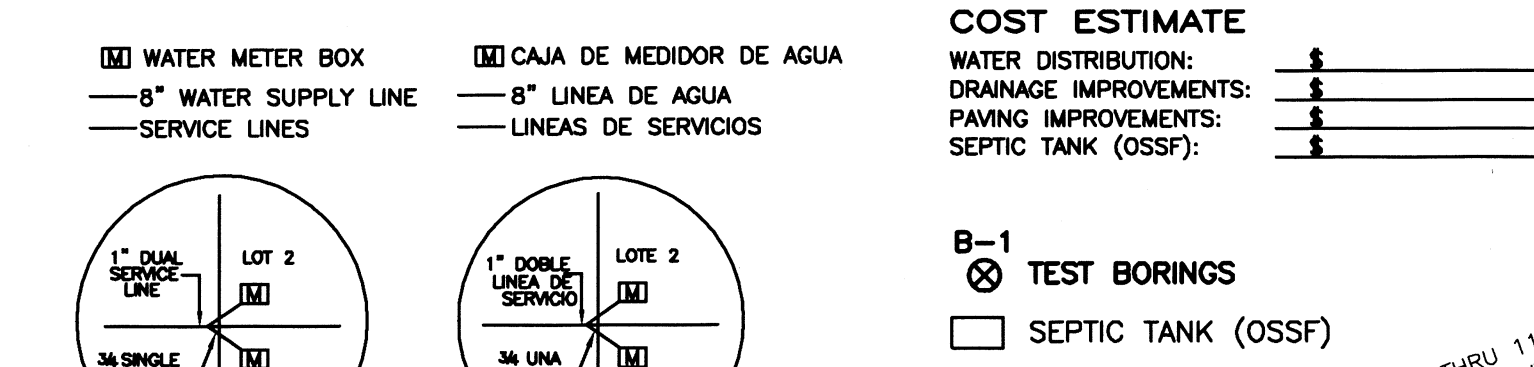 M WATER METER BOX
8" WATER SUPPLY LINE
SERVICE LINES
1" DUAL
SERVICE
LINE
LOT 2
M
3/4 SINGLE
M
M CAJA DE MEDIDOR DE AGUA
8" LINEA DE AGUA
LINEAS DE SERVICIOS
1" DOBLE
LINEA DE
SERVICIO
LOTE 2
M
3/4 UNA
M
COST ESTIMATE
WATER DISTRIBUTION: $
DRAINAGE IMPROVEMENTS: $
PAVING IMPROVEMENTS: $
SEPTIC TANK (OSSF): $
B-1
TEST BORINGS
SEPTIC TANK (OSSF)
THRU 11